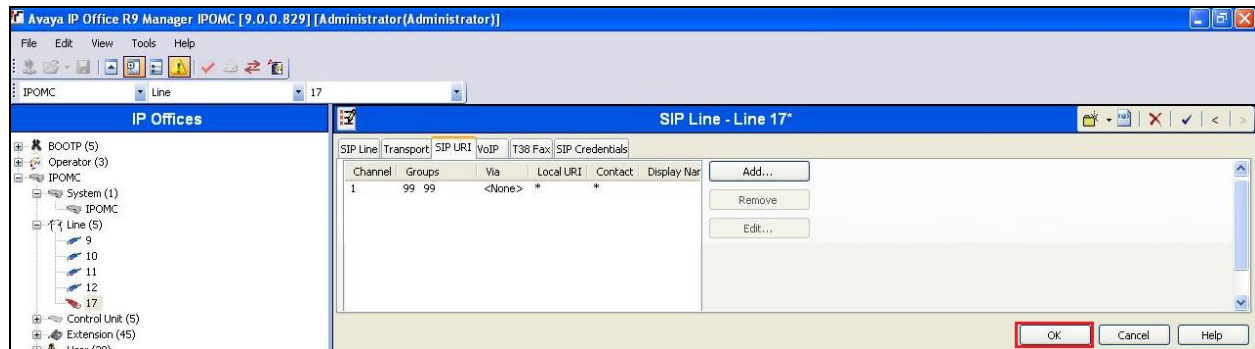 Avaya IP Office R9 Manager IPOMC [9.0.0.829] [Administrator(Administrator)]
File Edit View Tools Help
IPOMC Line 17
IP Offices
BOOTP (5)
Operator (3)
IPOMC
System (1)
IPOMC
Line (5)
9
10
11
12
17
Control Unit (5)
Extension (45)
SIP Line - Line 17*
SIP Line Transport SIP URI VoIP T38 Fax SIP Credentials
Channel Groups Via Local URI Contact Display Nar
1 99 99 <None> * *
Add...
Remove
Edit...
OK Cancel Help